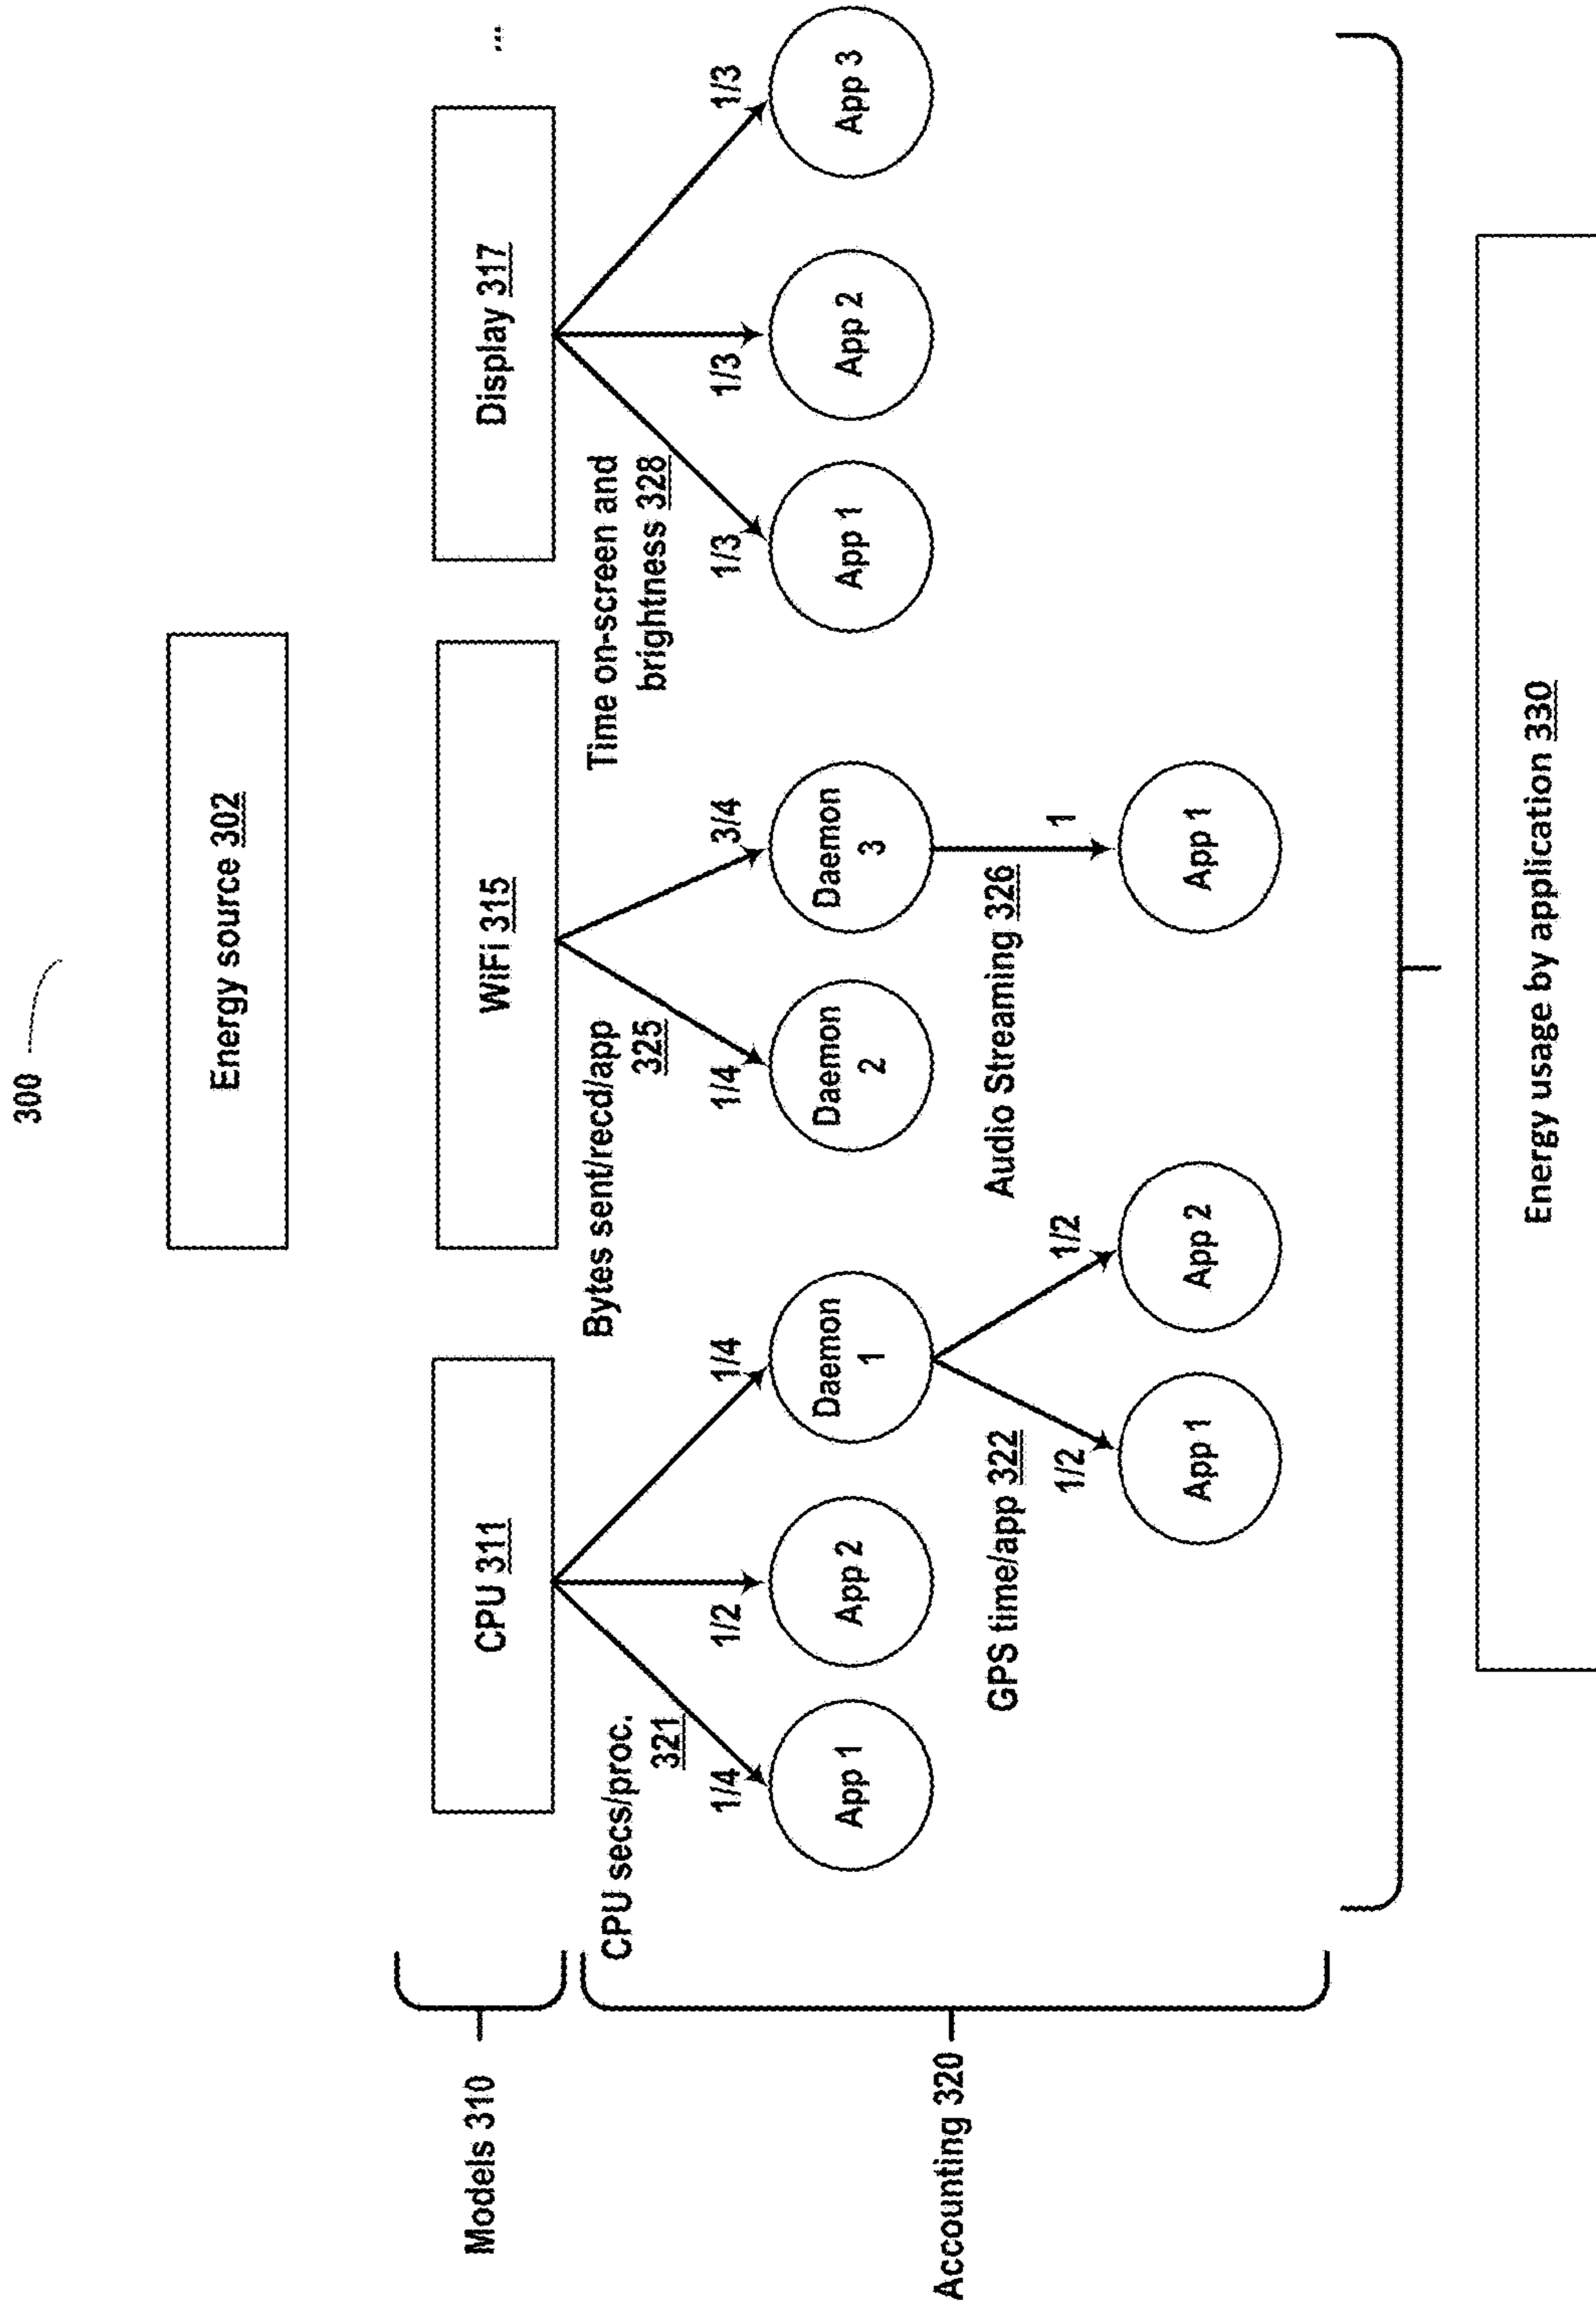 300
Energy source 302
Models 310
CPU 311
WiFi 315
Display 317
...
CPU secs/proc.
321
Bytes sent/recd/app
325
Time on-screen and
brightness 328
1/4
1/2
1/4
1/4
3/4
1/3
1/3
1/3
App 1
App 2
Daemon
1
Daemon
2
Daemon
3
App 1
App 2
App 3
Accounting 320
GPS time/app 322
Audio Streaming 326
1/2
1/2
1
App 1
App 2
App 1
Energy usage by application 330